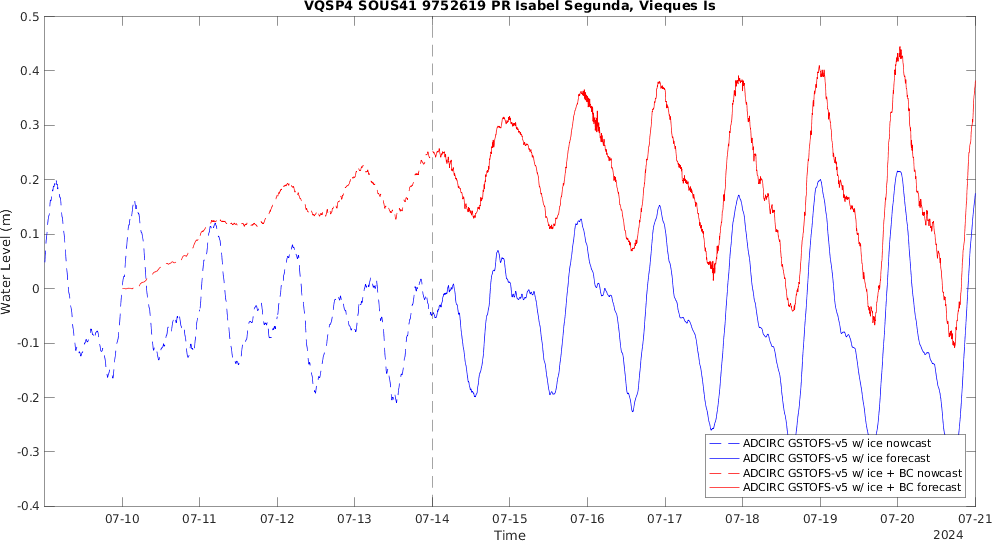 VQSP4 SOUS41 9752619 PR Isabel Segunda, Vieques Is
0.5
0.4
0.3
0.2
0.1
0
-0.1
-0.2
-0.3
-0.4
Water Level (m)
ADCIRC GSTOFS-v5 w/ ice nowcast
ADCIRC GSTOFS-v5 w/ ice forecast
ADCIRC GSTOFS-v5 w/ ice + BC nowcast
ADCIRC GSTOFS-v5 w/ ice + BC forecast
07-10 07-11 07-12 07-13 07-14 07-15 07-16 07-17 07-18 07-19 07-20 07-21
Time
2024